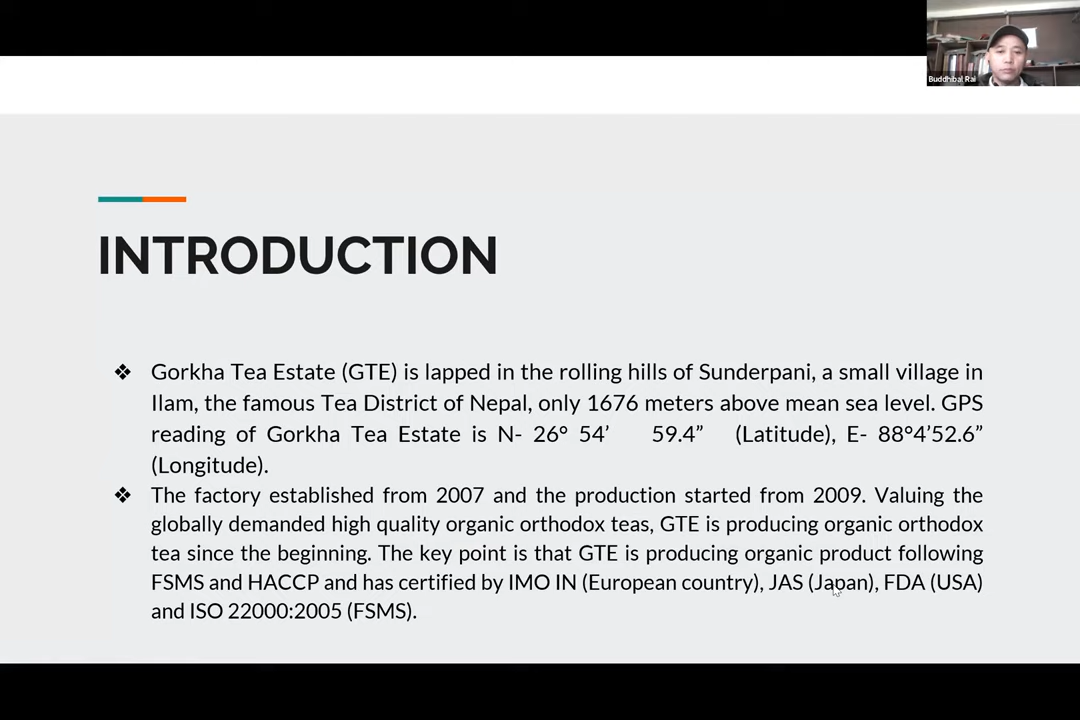 Buddhibal Rai
INTRODUCTION
❖ Gorkha Tea Estate (GTE) is lapped in the rolling hills of Sunderpani, a small village in
Ilam, the famous Tea District of Nepal, only 1676 meters above mean sea level. GPS
reading of Gorkha Tea Estate is N- 26° 54’ 59.4” (Latitude), E- 88°4’52.6”
(Longitude).
❖ The factory established from 2007 and the production started from 2009. Valuing the
globally demanded high quality organic orthodox teas, GTE is producing organic orthodox
tea since the beginning. The key point is that GTE is producing organic product following
FSMS and HACCP and has certified by IMO IN (European country), JAS (Japan), FDA (USA)
and ISO 22000:2005 (FSMS).